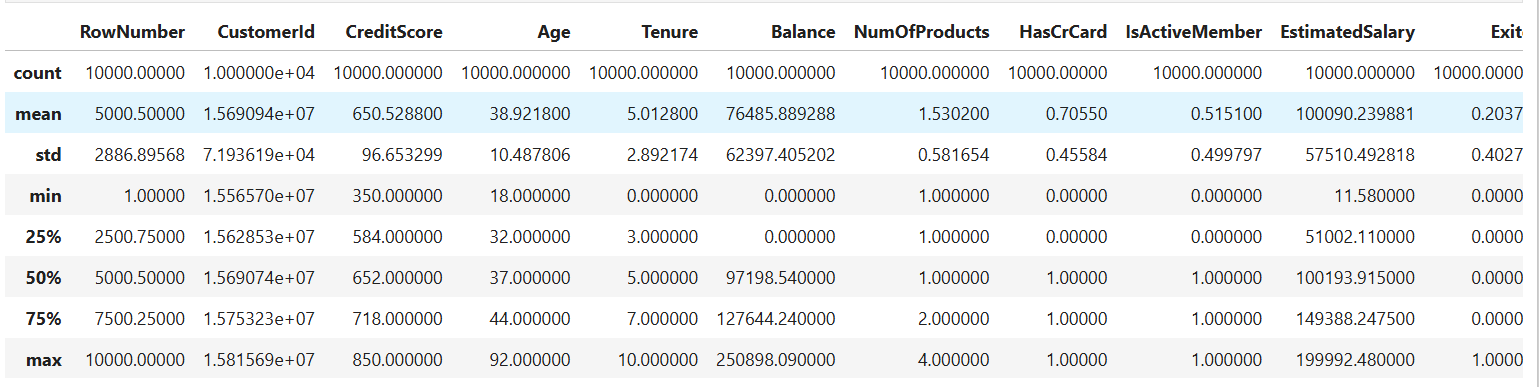 RowNumber CustomerId CreditScore Age Tenure Balance NumOfProducts HasCrCard IsActiveMember EstimatedSalary Exit
count 10000.00000 1.000000e+04 10000.000000 10000.000000 10000.000000 10000.000000 10000.000000 10000.00000 10000.000000 10000.000000 10000.0000
mean 5000.50000 1.569094e+07 650.528800 38.921800 5.012800 76485.889288 1.530200 0.70550 0.515100 100090.239881 0.2037
std 2886.89568 7.193619e+04 96.653299 10.487806 2.892174 62397.405202 0.581654 0.45584 0.499797 57510.492818 0.4027
min 1.00000 1.556570e+07 350.000000 18.000000 0.000000 0.000000 1.000000 0.00000 0.000000 11.580000 0.0000
25% 2500.75000 1.562853e+07 584.000000 32.000000 3.000000 0.000000 1.000000 0.00000 0.000000 51002.110000 0.0000
50% 5000.50000 1.569074e+07 652.000000 37.000000 5.000000 97198.540000 1.000000 1.00000 1.000000 100193.915000 0.0000
75% 7500.25000 1.575323e+07 718.000000 44.000000 7.000000 127644.240000 2.000000 1.00000 1.000000 149388.247500 0.0000
max 10000.00000 1.581569e+07 850.000000 92.000000 10.000000 250898.090000 4.000000 1.00000 1.000000 199992.480000 1.0000